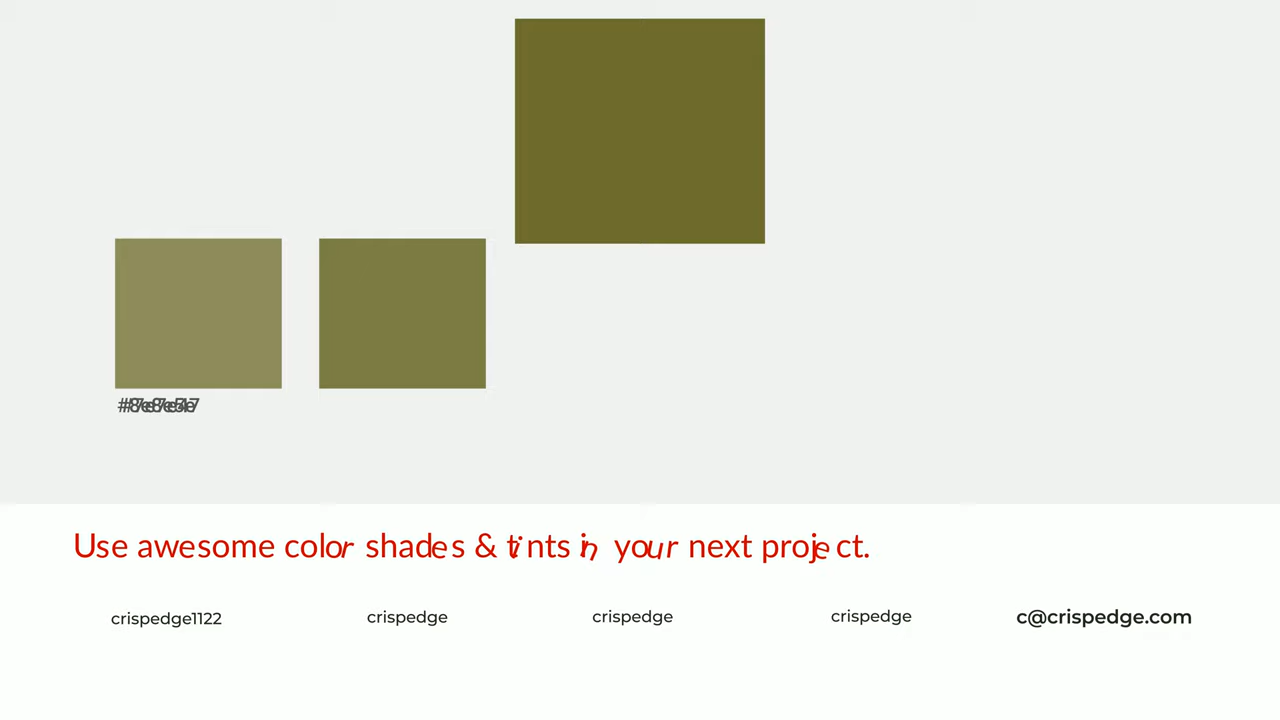 Use awesome color shades & tints in your next project.
crispedge1122 crispedge crispedge crispedge c@crispedge.com